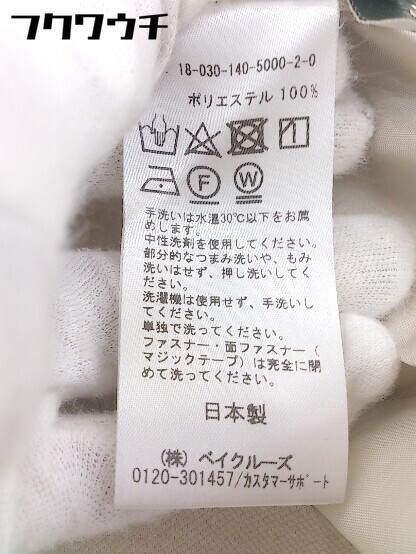 フクワウチ
18-030-140-5000-2-0
ポリエステル 100%
F
W
手洗いは水温30℃以下をお薦
めします。
中性洗剤を使用してください。
部分的なつまみ洗いや、もみ
洗いはせず、押し洗いしてく
ださい。
洗濯機は使用せず、手洗いし
てください。
単独で洗ってください。
ファスナー・面ファスナー(
マジックテープ)は完全に閉
めて洗ってください。
日本製
(株) ベイクルーズ
0120-301457/カスタマーサポート